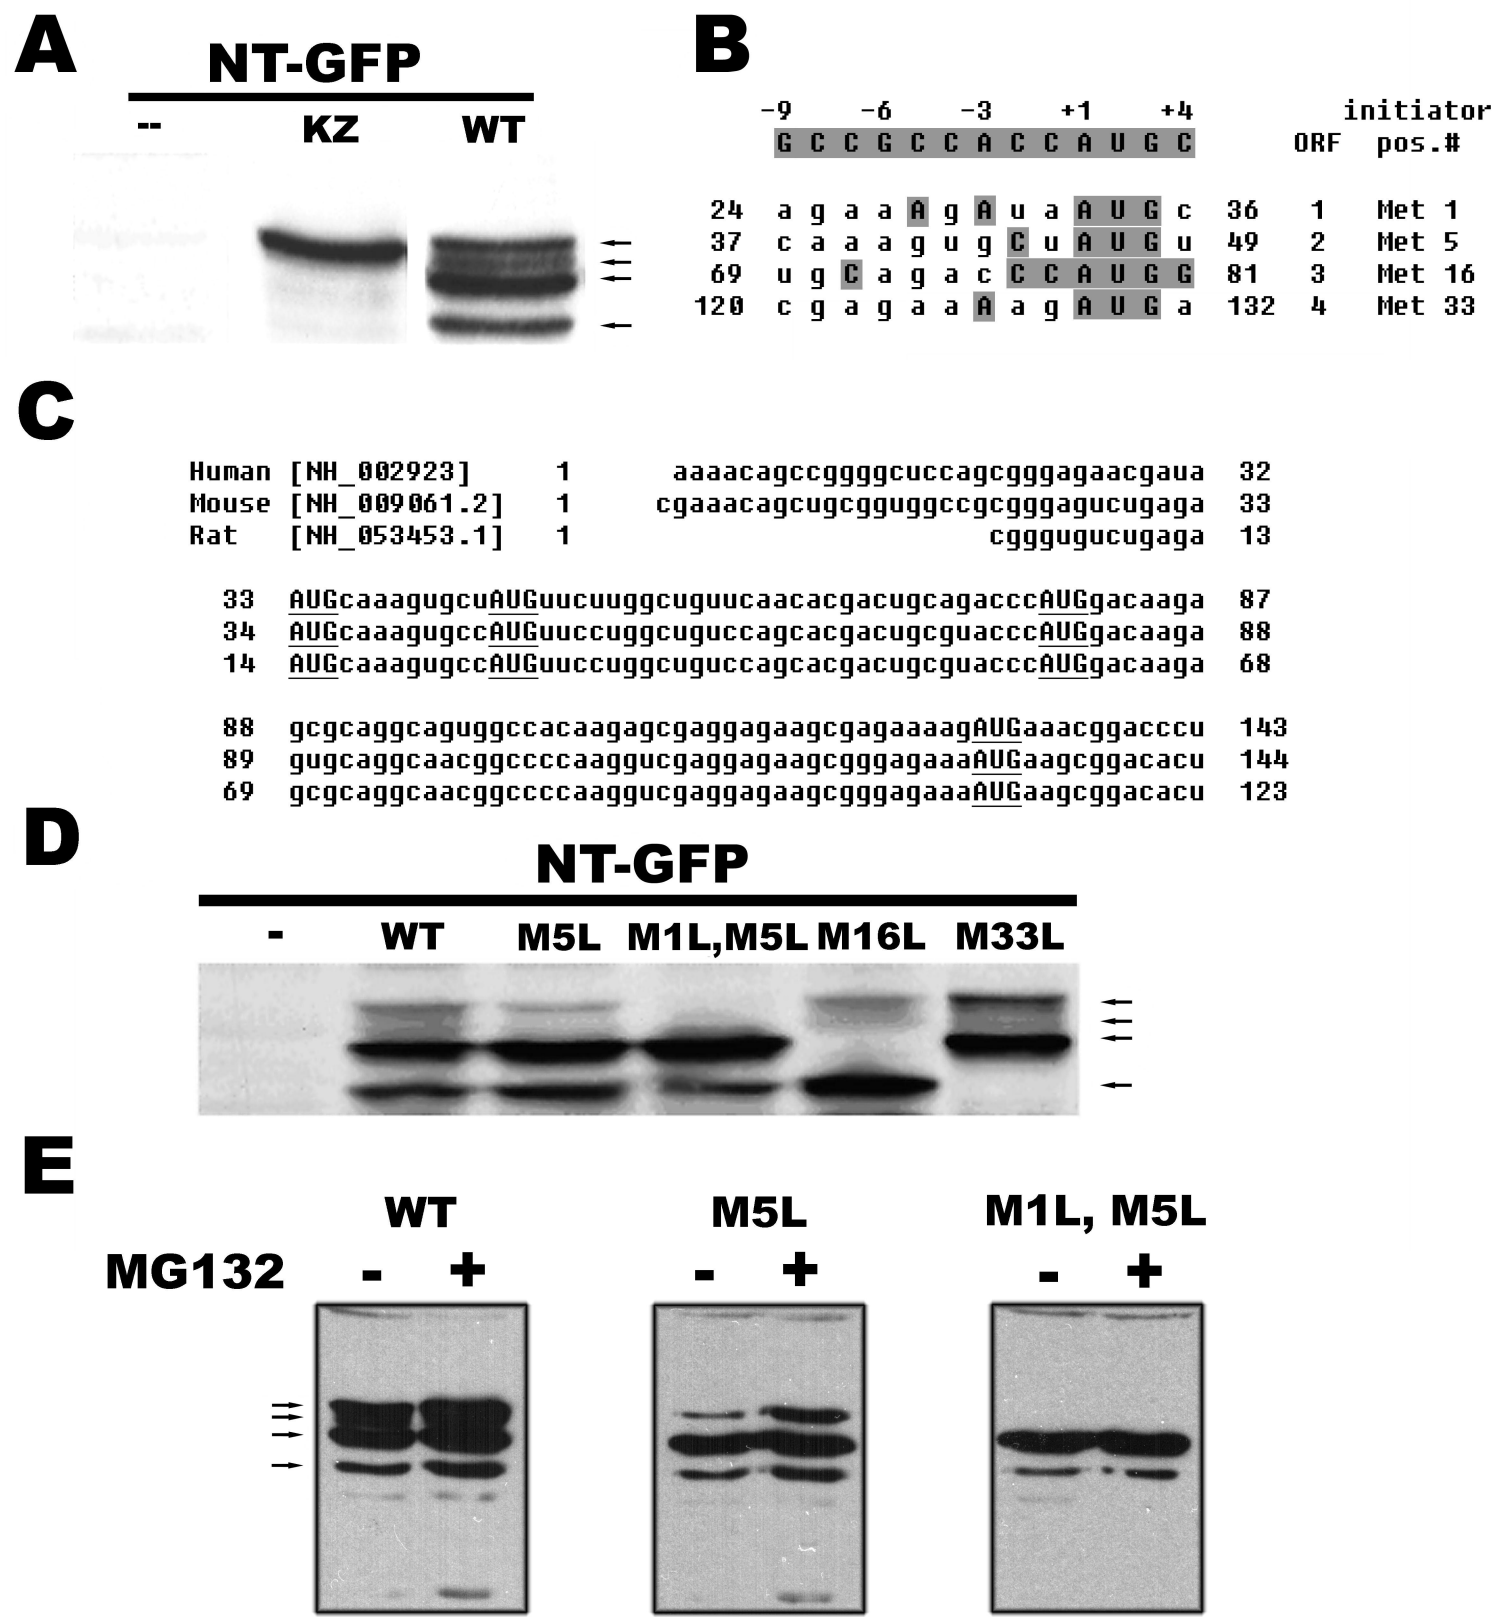 A
NT-GFP
-- KZ WT
B
-9 -6 -3 +1 +4 initiator
G C C G C C A C C A U G C ORF pos.#
24 a g a a A g A u a A U G c 36 1 Met 1
37 c a a a g u g C u A U G u 49 2 Met 5
69 u g C a g a c C C A U G G 81 3 Met 16
120 c g a g a a A a g A U G a 132 4 Met 33
C
Human [NH_002923] 1 aaaacagccggggcuccagcgggagaacgaua 32
Mouse [NH_009061.2] 1 cgaaacagcugcgguggccgcgggagucugaga 33
Rat [NH_053453.1] 1 cgggugucugaga 13
33 AUGcaaagugcuAUGuucuuggcuguucaacacgacugcagacccAUGgacaaga 87
34 AUGcaaagugccAUGuuccuggcuguccagcacgacugcguacccAUGgacaaga 88
14 AUGcaaagugccAUGuuccuggcuguccagcacgacugcguacccAUGgacaaga 68
88 gcgcaggcaguggccacaagagcgaggagaagcgagaaaagAUGaaacggacccu 143
89 gugcaggcaacggccccaaggucgaggagaagcgggagaaaAUGaagcggacacu 144
69 gcgcaggcaacggccccaaggucgaggagaagcgggagaaaAUGaagcggacacu 123
D
NT-GFP
- WT M5L M1L,M5L M16L M33L
E
WT M5L M1L, M5L
MG132 - + - + - +